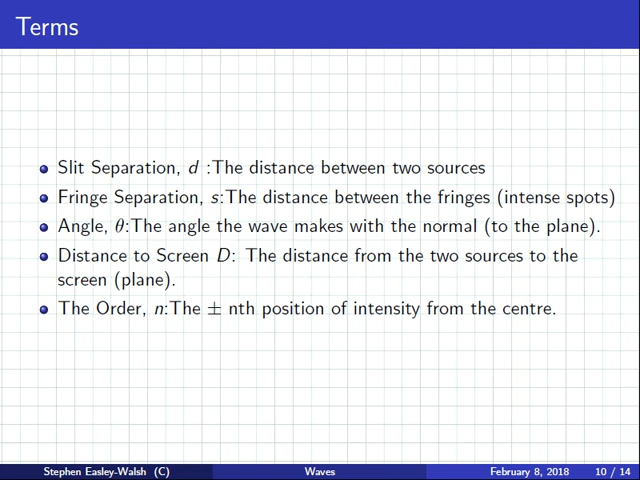 Terms
Slit Separation, d :The distance between two sources
Fringe Separation, s:The distance between the fringes (intense spots)
Angle, θ:The angle the wave makes with the normal (to the plane).
Distance to Screen D: The distance from the two sources to the
screen (plane).
The Order, n:The ± nth position of intensity from the centre.
Stephen Easley-Walsh (C) Waves February 8, 2018 10 / 14